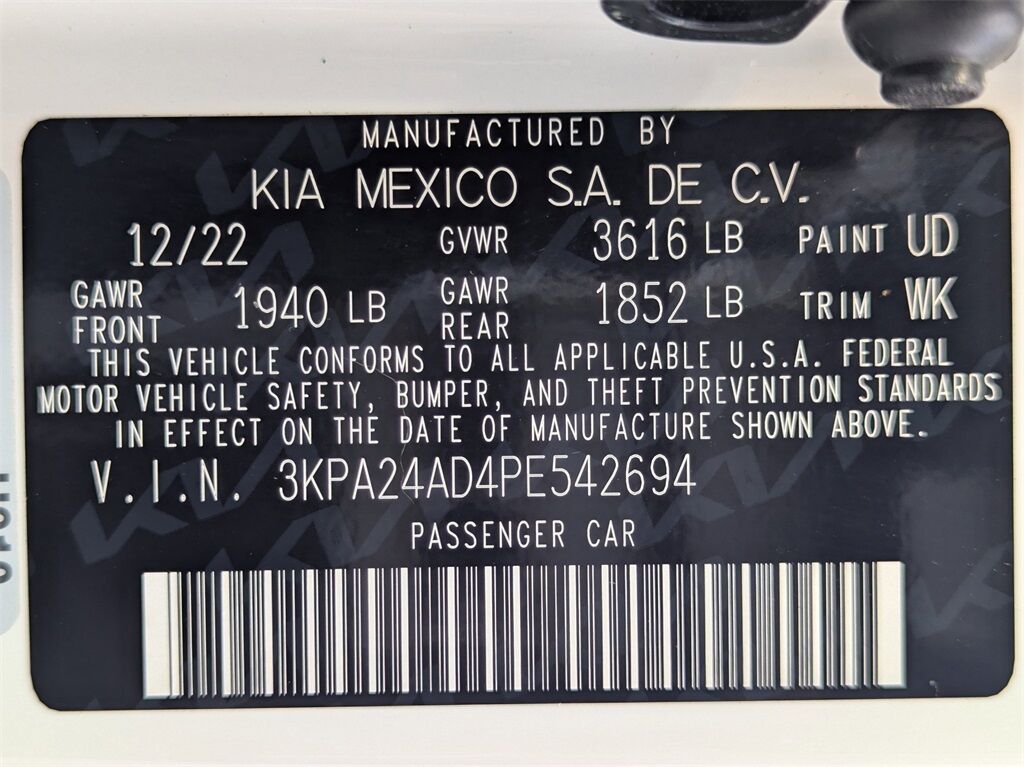 MANUFACTURED BY
KIA MEXICO S.A. DE C.V.
12/22 GVWR 3616 LB PAINT UD
GAWR FRONT 1940 LB GAWR REAR 1852 LB TRIM WK
THIS VEHICLE CONFORMS TO ALL APPLICABLE U.S.A. FEDERAL
MOTOR VEHICLE SAFETY, BUMPER, AND THEFT PREVENTION STANDARDS
IN EFFECT ON THE DATE OF MANUFACTURE SHOWN ABOVE.
V.I.N. 3KPA24AD4PE542694
PASSENGER CAR